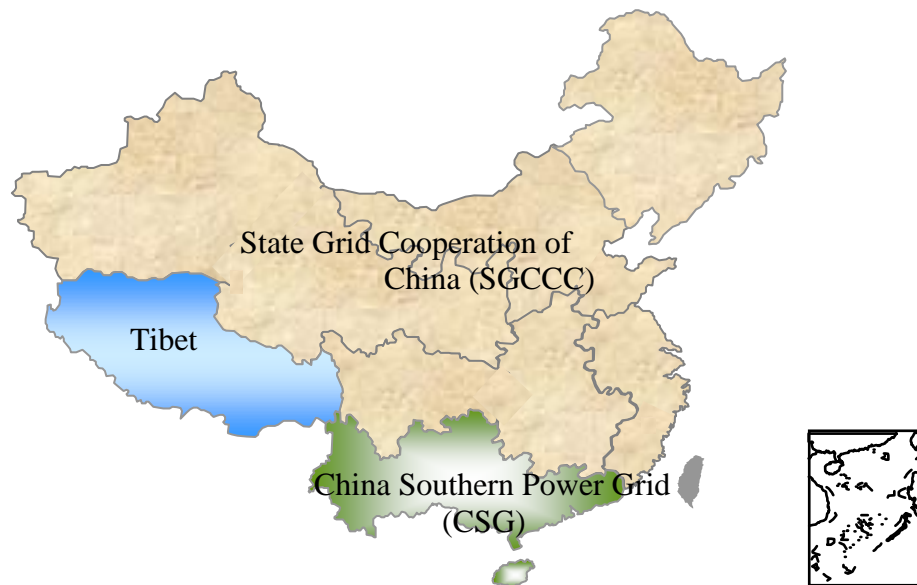 State Grid Cooperation of
China (SGCCC)
Tibet
China Southern Power Grid
(CSG)